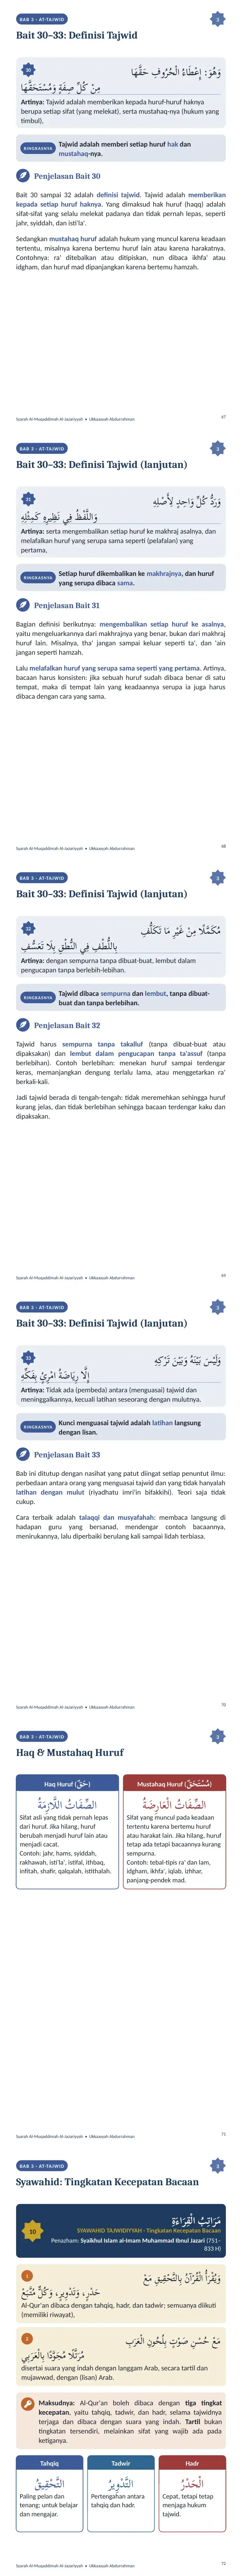 BAB 3 · AT-TAJWID
3
Bait 30–33: Definisi Tajwid
30
وَهُوَ: إِعْطَاءُ الْحُرُوفِ حَقَّهَا
مِنْ كُلِّ صِفَةٍ وَمُسْتَحَقَّهَا
Artinya: Tajwid adalah memberikan kepada huruf-huruf haknya
berupa setiap sifat (yang melekat), serta mustahaq-nya (hukum yang
timbul),
RINGKASNYA
Tajwid adalah memberi setiap huruf hak dan
mustahaq-nya.
Penjelasan Bait 30
Bait 30 sampai 32 adalah definisi tajwid. Tajwid adalah memberikan
kepada setiap huruf haknya. Yang dimaksud hak huruf (haqq) adalah
sifat-sifat yang selalu melekat padanya dan tidak pernah lepas, seperti
jahr, syiddah, dan isti'la'.
Sedangkan mustahaq huruf adalah hukum yang muncul karena keadaan
tertentu, misalnya karena bertemu huruf lain atau karena harakatnya.
Contohnya: ra' ditebalkan atau ditipiskan, nun dibaca ikhfa' atau
idgham, dan huruf mad dipanjangkan karena bertemu hamzah.
Syarah Al-Muqaddimah Al-Jazariyyah • Ukkaasyah Abdurrahman
67
BAB 3 · AT-TAJWID
3
Bait 30–33: Definisi Tajwid (lanjutan)
31
وَرَدُّ كُلِّ وَاحِدٍ لِأَصْلِهِ
وَاللَّفْظُ فِي نَظِيرِهِ كَمِثْلِهِ
Artinya: serta mengembalikan setiap huruf ke makhraj asalnya, dan
melafalkan huruf yang serupa sama seperti (pelafalan) yang
pertama,
RINGKASNYA
Setiap huruf dikembalikan ke makhrajnya, dan huruf
yang serupa dibaca sama.
Penjelasan Bait 31
Bagian definisi berikutnya: mengembalikan setiap huruf ke asalnya,
yaitu mengeluarkannya dari makhrajnya yang benar, bukan dari makhraj
huruf lain. Misalnya, tha' jangan sampai keluar seperti ta', dan 'ain
jangan seperti hamzah.
Lalu melafalkan huruf yang serupa sama seperti yang pertama. Artinya,
bacaan harus konsisten: jika sebuah huruf sudah dibaca benar di satu
tempat, maka di tempat lain yang keadaannya serupa ia juga harus
dibaca dengan cara yang sama.
Syarah Al-Muqaddimah Al-Jazariyyah • Ukkaasyah Abdurrahman
68
BAB 3 · AT-TAJWID
3
Bait 30–33: Definisi Tajwid (lanjutan)
32
مُكَمَّلًا مِنْ غَيْرِ مَا تَكَلُّفِ
بِاللُّطْفِ فِي النُّطْقِ بِلَا تَعَسُّفِ
Artinya: dengan sempurna tanpa dibuat-buat, lembut dalam
pengucapan tanpa berlebih-lebihan.
RINGKASNYA
Tajwid dibaca sempurna dan lembut, tanpa dibuat-
buat dan tanpa berlebihan.
Penjelasan Bait 32
Tajwid harus sempurna tanpa takalluf (tanpa dibuat-buat atau
dipaksakan) dan lembut dalam pengucapan tanpa ta'assuf (tanpa
berlebihan). Contoh berlebihan: menekan huruf sampai terdengar
keras, memanjangkan dengung terlalu lama, atau menggetarkan ra'
berkali-kali.
Jadi tajwid berada di tengah-tengah: tidak meremehkan sehingga huruf
kurang jelas, dan tidak berlebihan sehingga bacaan terdengar kaku dan
dipaksakan.
Syarah Al-Muqaddimah Al-Jazariyyah • Ukkaasyah Abdurrahman
69
BAB 3 · AT-TAJWID
3
Bait 30–33: Definisi Tajwid (lanjutan)
33
وَلَيْسَ بَيْنَهُ وَبَيْنَ تَرْكِهِ
إِلَّا رِيَاضَةُ امْرِئٍ بِفَكِّهِ
Artinya: Tidak ada (pembeda) antara (menguasai) tajwid dan
meninggalkannya, kecuali latihan seseorang dengan mulutnya.
RINGKASNYA
Kunci menguasai tajwid adalah latihan langsung
dengan lisan.
Penjelasan Bait 33
Bab ini ditutup dengan nasihat yang patut diingat setiap penuntut ilmu:
perbedaan antara orang yang menguasai tajwid dan yang tidak hanyalah
latihan dengan mulut (riyadhatu imri'in bifakkihi). Teori saja tidak
cukup.
Cara terbaik adalah talaqqi dan musyafahah: membaca langsung di
hadapan guru yang bersanad, mendengar contoh bacaannya,
menirukannya, lalu diperbaiki berulang kali sampai lidah terbiasa.
Syarah Al-Muqaddimah Al-Jazariyyah • Ukkaasyah Abdurrahman
70
BAB 3 · AT-TAJWID
3
Haq & Mustahaq Huruf
Haq Huruf (حَقّ)
الصِّفَاتُ اللَّازِمَةُ
Sifat asli yang tidak pernah lepas
dari huruf. Jika hilang, huruf
berubah menjadi huruf lain atau
menjadi cacat.
Contoh: jahr, hams, syiddah,
rakhawah, isti'la', istifal, ithbaq,
infitah, shafir, qalqalah, istithalah.
Mustahaq Huruf (مُسْتَحَقّ)
الصِّفَاتُ الْعَارِضَةُ
Sifat yang muncul pada keadaan
tertentu karena bertemu huruf
atau harakat lain. Jika hilang, huruf
tetap ada tetapi bacaannya kurang
sempurna.
Contoh: tebal-tipis ra' dan lam,
idgham, ikhfa', iqlab, izhhar,
panjang-pendek mad.
Syarah Al-Muqaddimah Al-Jazariyyah • Ukkaasyah Abdurrahman
71
BAB 3 · AT-TAJWID
3
Syawahid: Tingkatan Kecepatan Bacaan
10
مَرَاتِبُ الْقِرَاءَةِ
SYAWAHID TAJWIDIYYAH · Tingkatan Kecepatan Bacaan
Penazham: Syaikhul Islam al-Imam Muhammad Ibnul Jazari (751–
833 H)
1
وَيُقْرَأُ الْقُرْآنُ بِالتَّحْقِيقِ مَعْ
حَدْرٍ، وَتَدْوِيرٍ، وَكُلٌّ مُتَّبَعْ
Al-Qur'an dibaca dengan tahqiq, hadr, dan tadwir; semuanya diikuti
(memiliki riwayat),
2
مَعْ حُسْنِ صَوْتٍ بِلُحُونِ الْعَرَبِ
مُرَتَّلًا مُجَوَّدًا بِالْعَرَبِي
disertai suara yang indah dengan langgam Arab, secara tartil dan
mujawwad, dengan (lisan) Arab.
Maksudnya: Al-Qur'an boleh dibaca dengan tiga tingkat
kecepatan, yaitu tahqiq, tadwir, dan hadr, selama tajwidnya
terjaga dan dibaca dengan suara yang indah. Tartil bukan
tingkatan tersendiri, melainkan sifat yang wajib ada pada
ketiganya.
Tahqiq
التَّحْقِيقُ
Paling pelan dan
tenang; untuk belajar
dan mengajar.
Tadwir
التَّدْوِيرُ
Pertengahan antara
tahqiq dan hadr.
Hadr
الْحَدْرُ
Cepat, tetapi tetap
menjaga hukum
tajwid.
Syarah Al-Muqaddimah Al-Jazariyyah • Ukkaasyah Abdurrahman
72